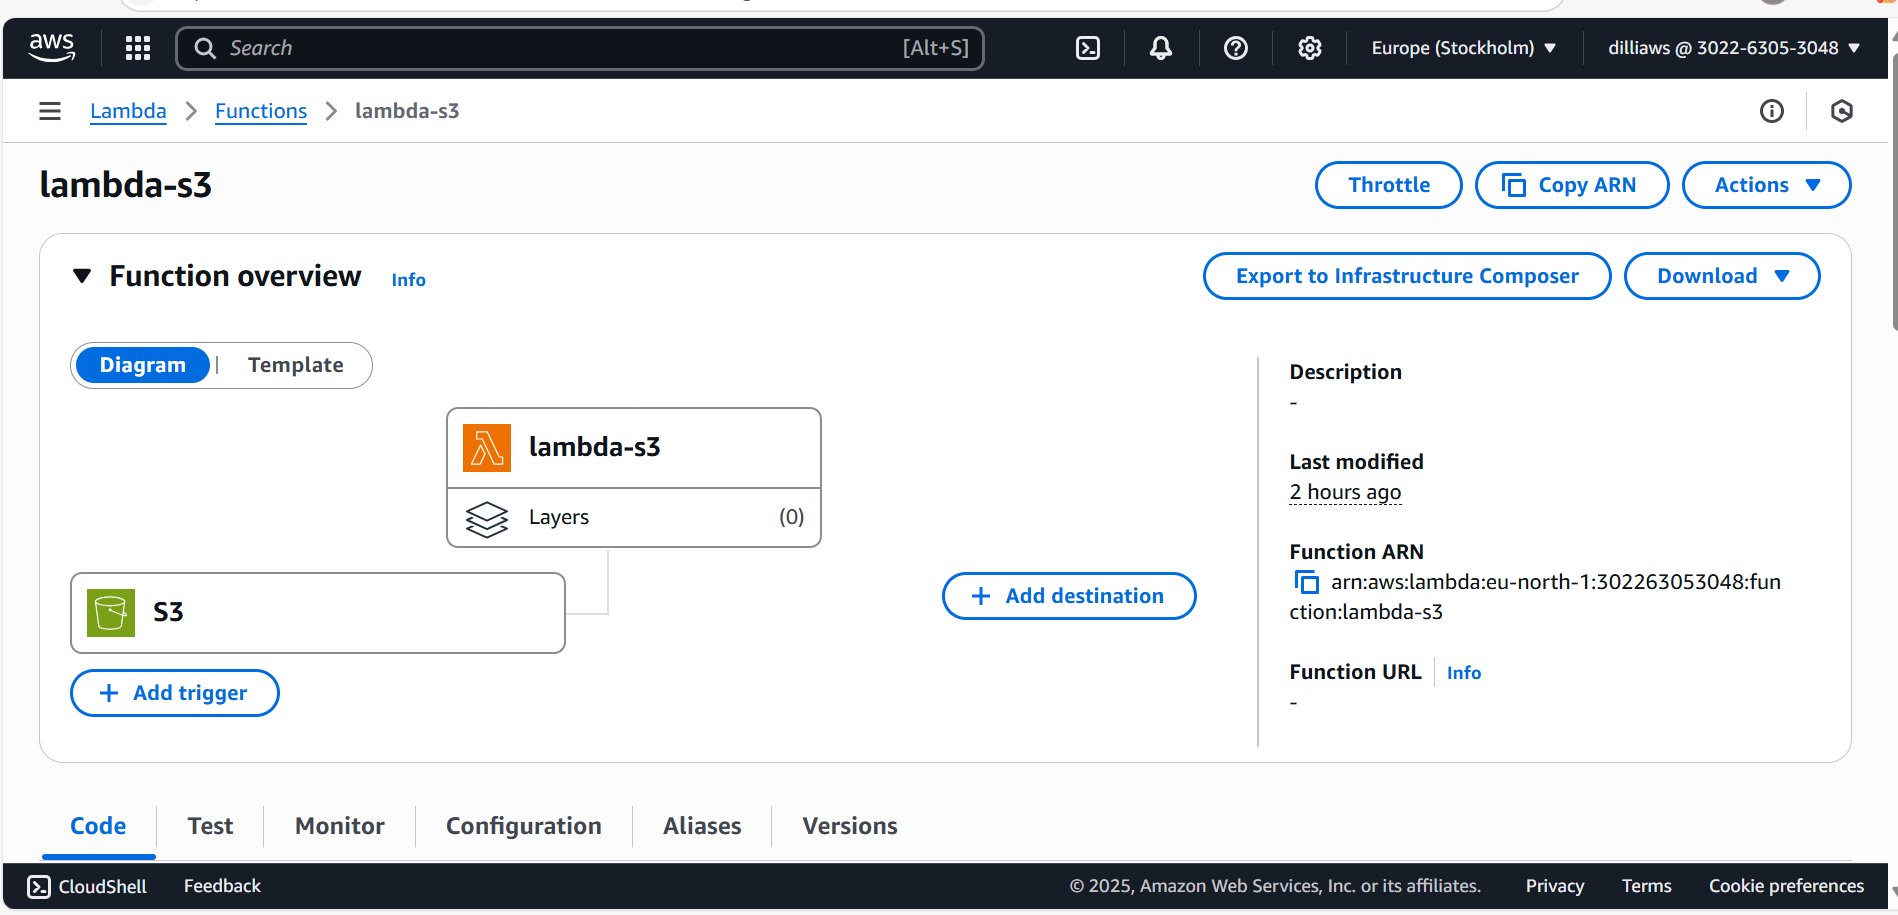 aws
Search
[Alt+S]
Europe (Stockholm)
dilliaws @ 3022-6305-3048
Lambda
Functions
lambda-s3
lambda-s3
Throttle
Copy ARN
Actions
Function overview
Info
Export to Infrastructure Composer
Download
Diagram
Template
lambda-s3
Layers
(0)
S3
Add trigger
Add destination
Description
-
Last modified
2 hours ago
Function ARN
arn:aws:lambda:eu-north-1:302263053048:fun
ction:lambda-s3
Function URL
Info
-
Code
Test
Monitor
Configuration
Aliases
Versions
CloudShell
Feedback
© 2025, Amazon Web Services, Inc. or its affiliates.
Privacy
Terms
Cookie preferences